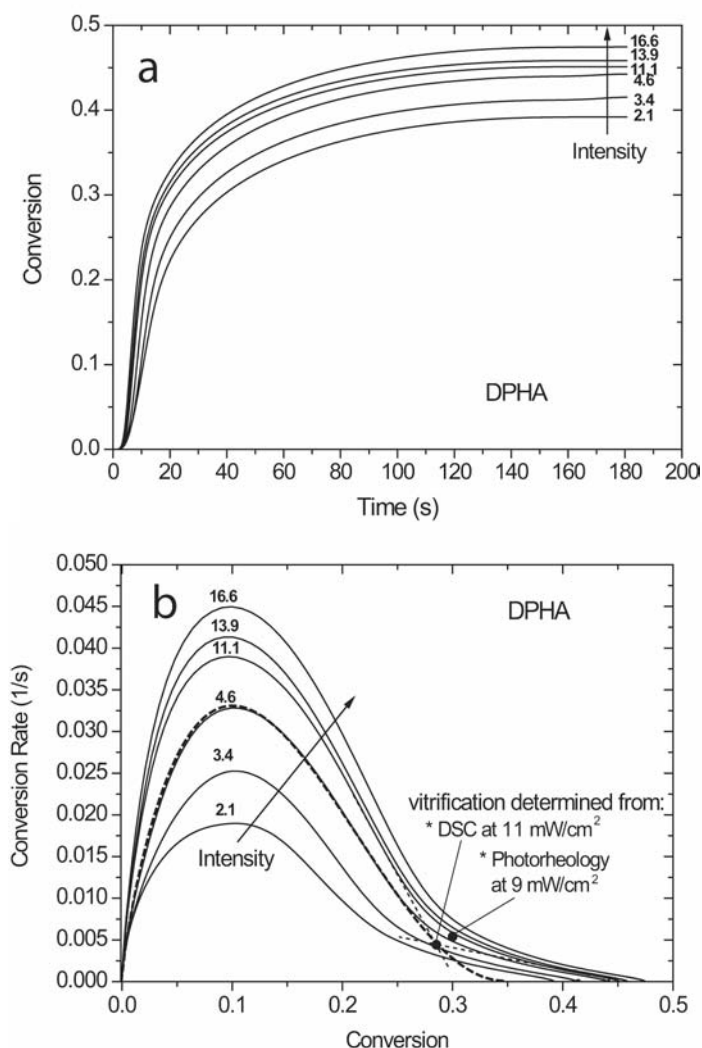 a
0.5
0.4
0.3
0.2
0.1
0.0
Conversion
16.6
13.9
11.1
4.6
3.4
2.1
Intensity
DPHA
0 20 40 60 80 100 120 140 160 180 200
Time (s)
b
0.050
0.045
0.040
0.035
0.030
0.025
0.020
0.015
0.010
0.005
0.000
Conversion Rate (1/s)
DPHA
16.6
13.9
11.1
4.6
3.4
2.1
Intensity
vitrification determined from:
* DSC at 11 mW/cm²
* Photorheology
at 9 mW/cm²
0.0 0.1 0.2 0.3 0.4 0.5
Conversion